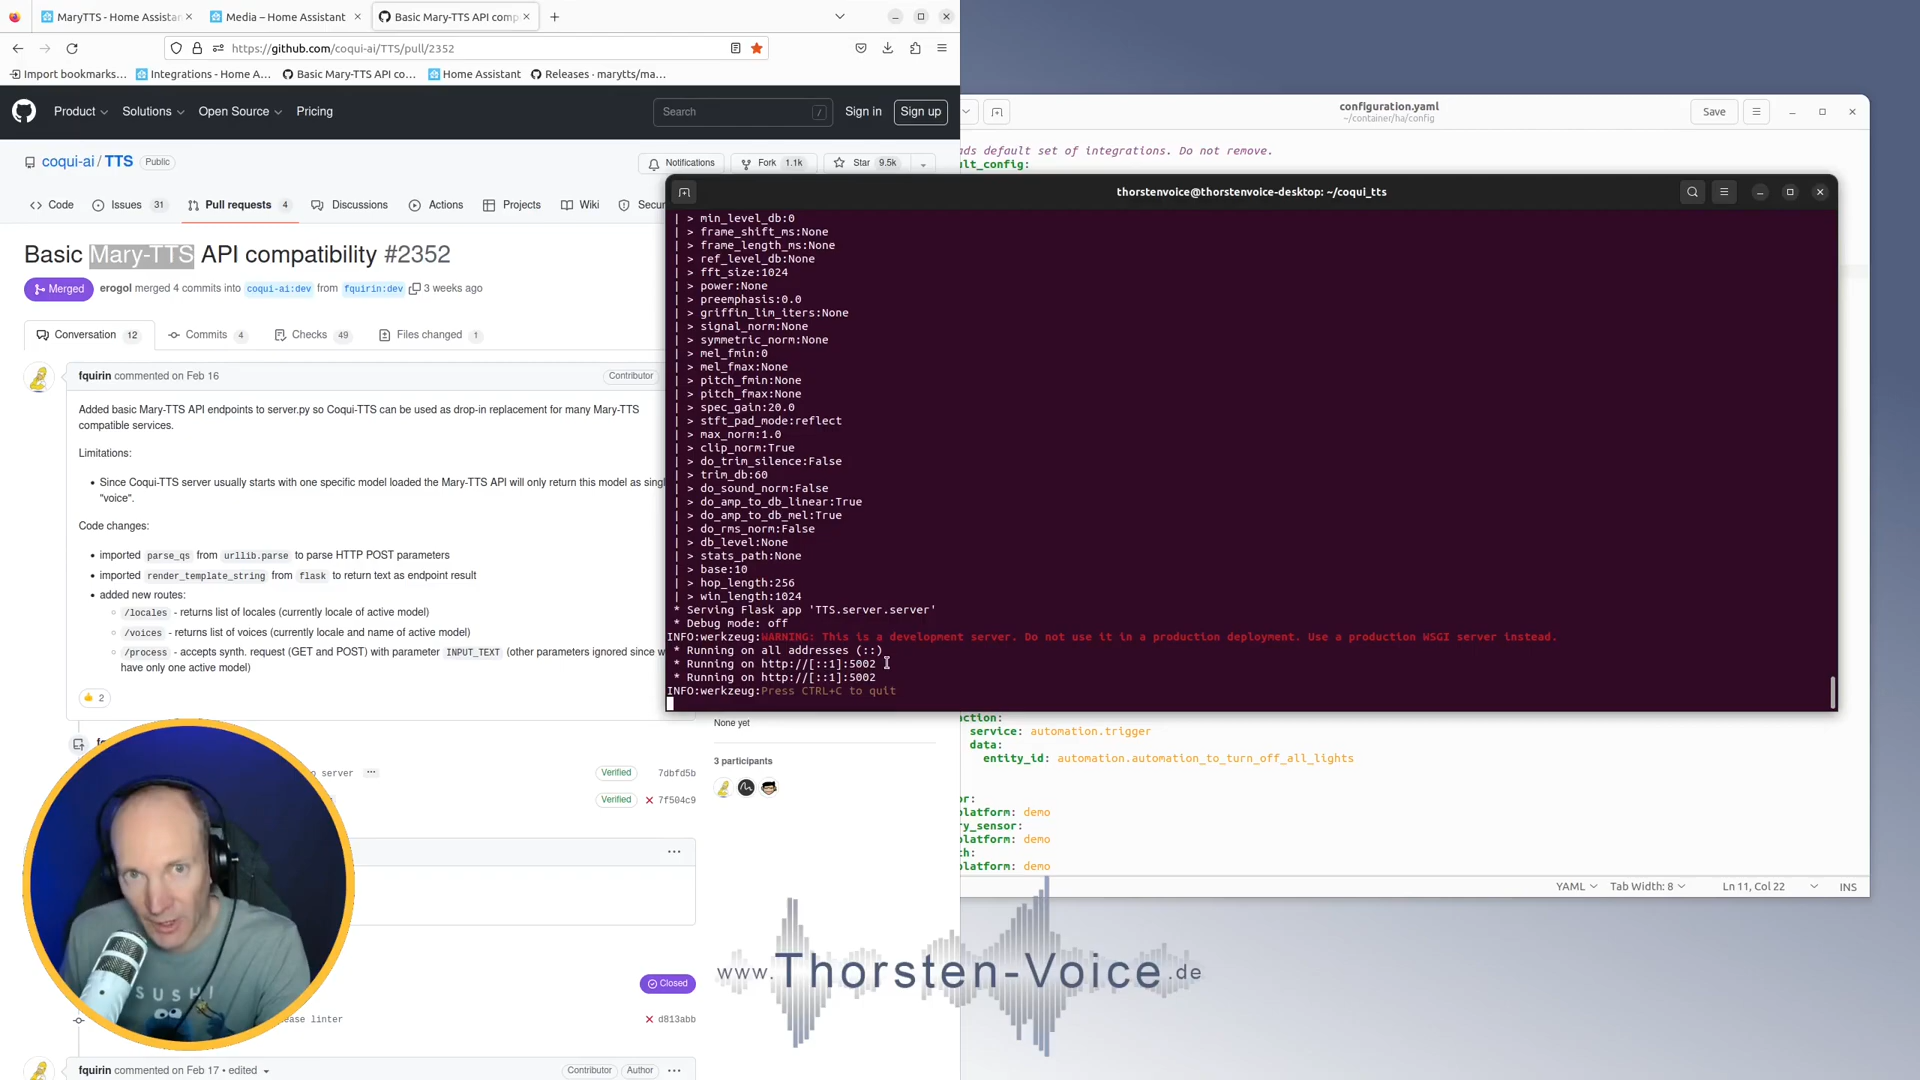 MaryTTS - Home Assistan
Media – Home Assistant
Basic Mary-TTS API comp
https://github.com/coqui-ai/TTS/pull/2352
Import bookmarks...
Integrations - Home A...
Basic Mary-TTS API co...
Home Assistant
Releases · marytts/ma...
Product
Solutions
Open Source
Pricing
Search
/
Sign in
Sign up
coqui-ai / TTS
Public
Notifications
Fork 1.1k
Star 9.5k
Code
Issues 31
Pull requests 4
Discussions
Actions
Projects
Wiki
Secur
Basic Mary-TTS API compatibility #2352
Merged
erogol merged 4 commits into coqui-ai:dev from fquirin:dev 3 weeks ago
Conversation 12
Commits 4
Checks 49
Files changed 1
fquirin commented on Feb 16
Contributor
Added basic Mary-TTS API endpoints to server.py so Coqui-TTS can be used as drop-in replacement for many Mary-TTS
compatible services.
Limitations:
• Since Coqui-TTS server usually starts with one specific model loaded the Mary-TTS API will only return this model as singl
"voice".
Code changes:
• imported parse_qs from urllib.parse to parse HTTP POST parameters
• imported render_template_string from flask to return text as endpoint result
• added new routes:
/locales - returns list of locales (currently locale of active model)
/voices - returns list of voices (currently locale and name of active model)
/process - accepts synth. request (GET and POST) with parameter INPUT_TEXT (other parameters ignored since w
have only one active model)
2
o server
Verified
7dbfd5b
Verified
7f504c9
Closed
ease linter
d813abb
fquirin commented on Feb 17 • edited
Contributor
Author
None yet
3 participants
configuration.yaml
~/container/ha/config
Save
ads default set of integrations. Do not remove.
ult_config:
thorstenvoice@thorstenvoice-desktop: ~/coqui_tts
| > min_level_db:0
| > frame_shift_ms:None
| > frame_length_ms:None
| > ref_level_db:None
| > fft_size:1024
| > power:None
| > preemphasis:0.0
| > griffin_lim_iters:None
| > signal_norm:None
| > symmetric_norm:None
| > mel_fmin:0
| > mel_fmax:None
| > pitch_fmin:None
| > pitch_fmax:None
| > spec_gain:20.0
| > stft_pad_mode:reflect
| > max_norm:1.0
| > clip_norm:True
| > do_trim_silence:False
| > trim_db:60
| > do_sound_norm:False
| > do_amp_to_db_linear:True
| > do_amp_to_db_mel:True
| > do_rms_norm:False
| > db_level:None
| > stats_path:None
| > base:10
| > hop_length:256
| > win_length:1024
* Serving Flask app 'TTS.server.server'
* Debug mode: off
INFO:werkzeug:WARNING: This is a development server. Do not use it in a production deployment. Use a production WSGI server instead.
* Running on all addresses (::)
* Running on http://[::1]:5002
* Running on http://[::1]:5002
INFO:werkzeug:Press CTRL+C to quit
ction:
service: automation.trigger
data:
entity_id: automation.automation_to_turn_off_all_lights
or:
platform: demo
ry_sensor:
platform: demo
ch:
platform: demo
YAML
Tab Width: 8
Ln 11, Col 22
INS
SUSHI
www.Thorsten-Voice.de